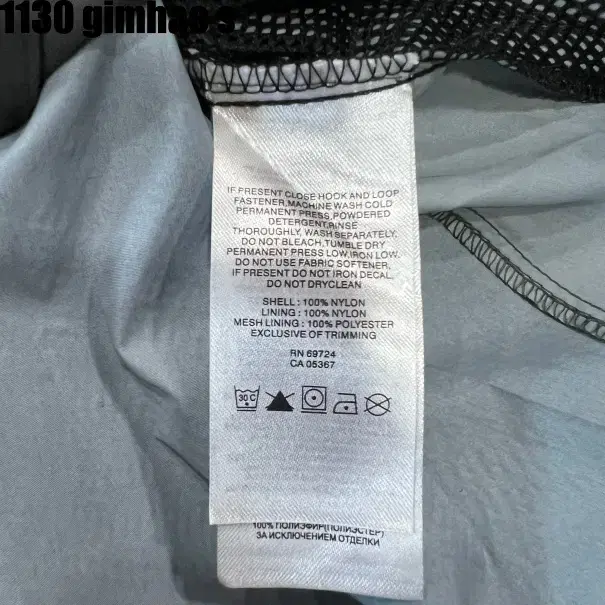 1130 gimhae s
IF PRESENT CLOSE HOOK AND LOOP
FASTENER,MACHINE WASH COLD
PERMANENT PRESS,POWDERED
DETERGENT,RINSE
THOROUGHLY, WASH SEPARATELY,
DO NOT BLEACH,TUMBLE DRY
PERMANENT PRESS LOW,IRON LOW.
DO NOT USE FABRIC SOFTENER.
IF PRESENT DO NOT IRON DECAL.
DO NOT DRYCLEAN
SHELL : 100% NYLON
LINING : 100% NYLON
MESH LINING : 100% POLYESTER
EXCLUSIVE OF TRIMMING
RN 69724
CA 05367
30 C
100% ПОЛИЭФИР(ПОЛИЭСТЕР)
ЗА ИСКЛЮЧЕНИЕМ ОТДЕЛКИ